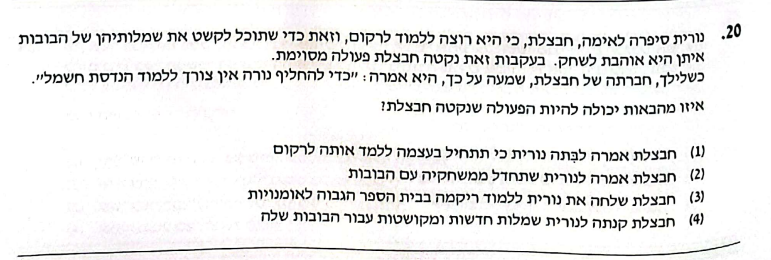 20. נורית סיפרה לאימה, חבצלת, כי היא רוצה ללמוד לרקום, וזאת כדי שתוכל לקשט את שמלותיהן של הבובות
איתן היא אוהבת לשחק. בעקבות זאת נקטה חבצלת פעולה מסוימת.
כשלילך, חברתה של חבצלת, שמעה על כך, היא אמרה: "כדי להחליף נורה אין צורך ללמוד הנדסת חשמל".
איזו מהבאות יכולה להיות הפעולה שנקטה חבצלת?
(1) חבצלת אמרה לבִתה נורית כי תתחיל בעצמה ללמד אותה לרקום
(2) חבצלת אמרה לנורית שתחדל ממשחקיה עם הבובות
(3) חבצלת שלחה את נורית ללמוד ריקמה בבית הספר הגבוה לאומנויות
(4) חבצלת קנתה לנורית שמלות חדשות ומקושטות עבור הבובות שלה